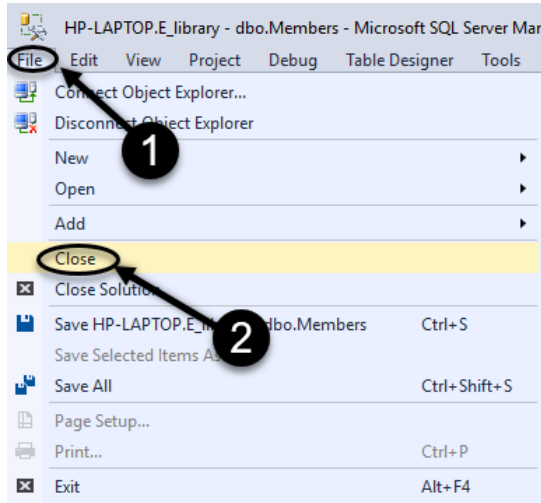 HP-LAPTOP.E_library - dbo.Members - Microsoft SQL Server Mar
File Edit View Project Debug Table Designer Tools
Connect Object Explorer...
Disconnect Object Explorer
1
New
Open
Add
Close
Close Solution
2
Save HP-LAPTOP.E_library - dbo.Members Ctrl+S
Save Selected Items As
Save All Ctrl+Shift+S
Page Setup...
Print... Ctrl+P
Exit Alt+F4